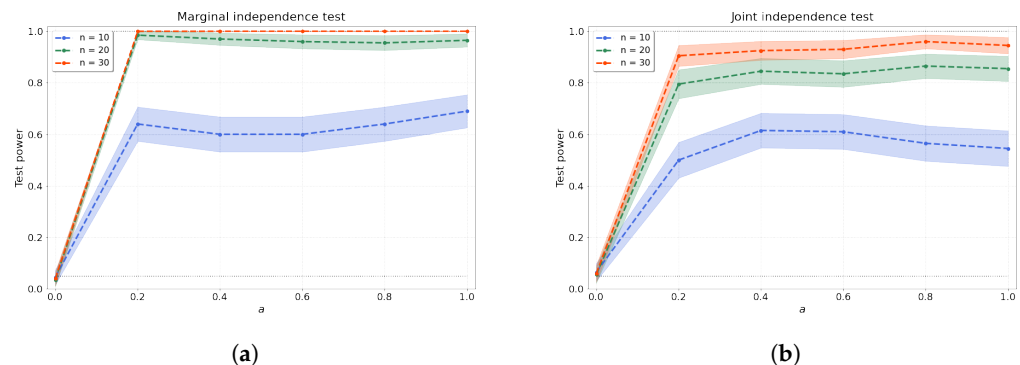 Marginal independence test
1.0
0.8
0.6
0.4
0.2
0.0
Test power
n = 10
n = 20
n = 30
0.0 0.2 0.4 0.6 0.8 1.0
a
(a)
Joint independence test
1.0
0.8
0.6
0.4
0.2
0.0
Test power
n = 10
n = 20
n = 30
0.0 0.2 0.4 0.6 0.8 1.0
a
(b)